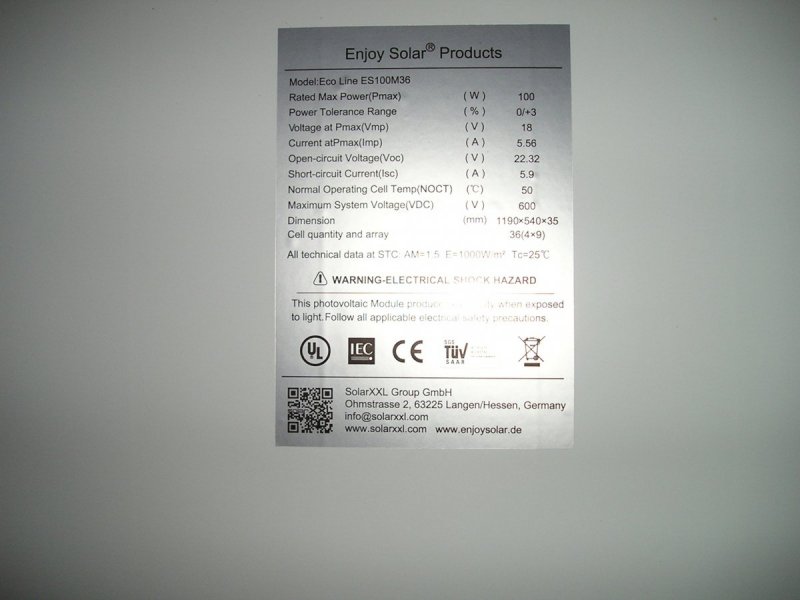 Enjoy Solar® Products
Model:Eco Line ES100M36
Rated Max Power(Pmax) (W) 100
Power Tolerance Range (%) 0/+3
Voltage at Pmax(Vmp) (V) 18
Current atPmax(Imp) (A) 5.56
Open-circuit Voltage(Voc) (V) 22.32
Short-circuit Current(Isc) (A) 5.9
Normal Operating Cell Temp(NOCT) (℃) 50
Maximum System Voltage(VDC) (V) 600
Dimension (mm) 1190×540×35
Cell quantity and array 36(4×9)
All technical data at STC AM=1.5 E=1000W/m² Tc=25℃
WARNING-ELECTRICAL SHOCK HAZARD
This photovoltaic Module when exposed
to light.Follow all applicable electrical safety precautions.
UL IEC CE SGS TÜV SAAR
SolarXXL Group GmbH
Ohmstrasse 2, 63225 Langen/Hessen, Germany
info@solarxxl.com
www.solarxxl.com www.enjoysolar.de